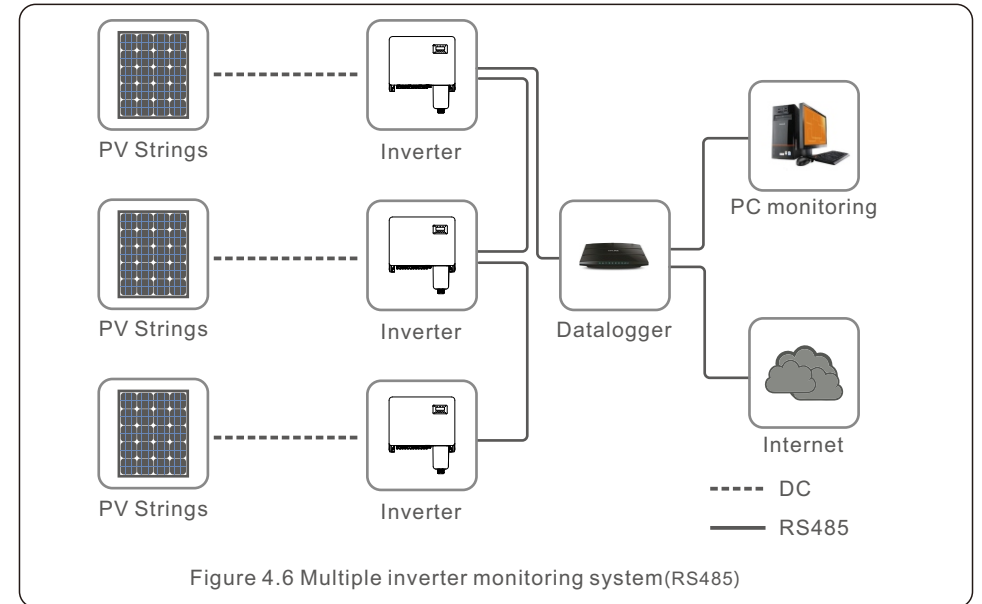 PV Strings
Inverter
PC monitoring
PV Strings
Inverter
Datalogger
Internet
DC
RS485
PV Strings
Inverter
Figure 4.6 Multiple inverter monitoring system(RS485)